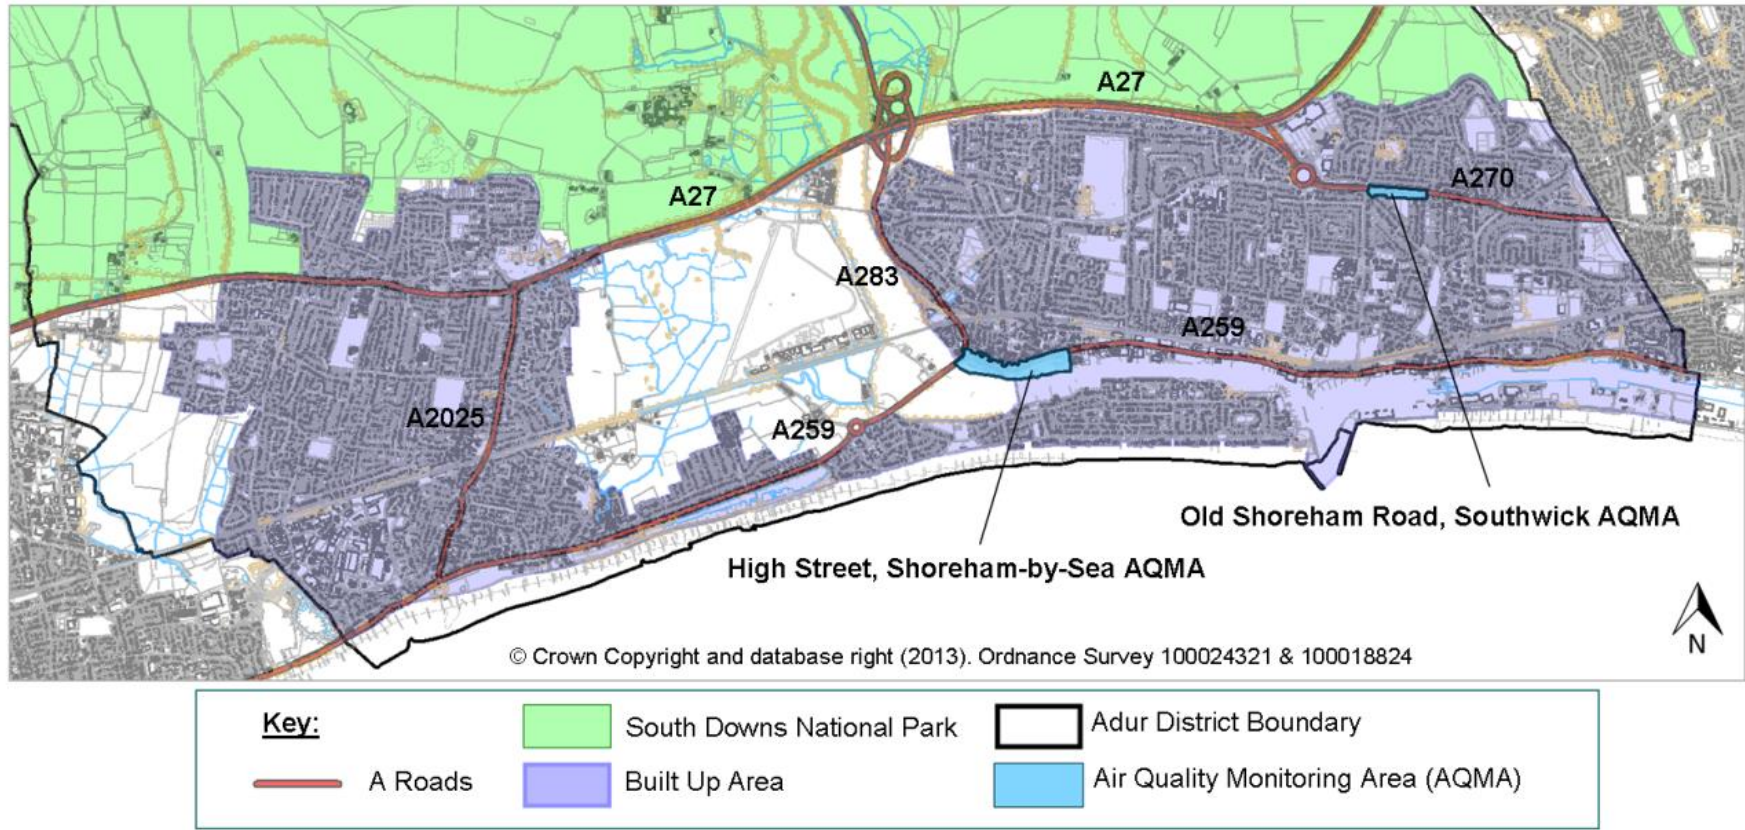 A27
A270
A27
A283
A259
A2025
A259
Old Shoreham Road, Southwick AQMA
High Street, Shoreham-by-Sea AQMA
N
© Crown Copyright and database right (2013). Ordnance Survey 100024321 & 100018824
Key:
South Downs National Park
Adur District Boundary
A Roads
Built Up Area
Air Quality Monitoring Area (AQMA)